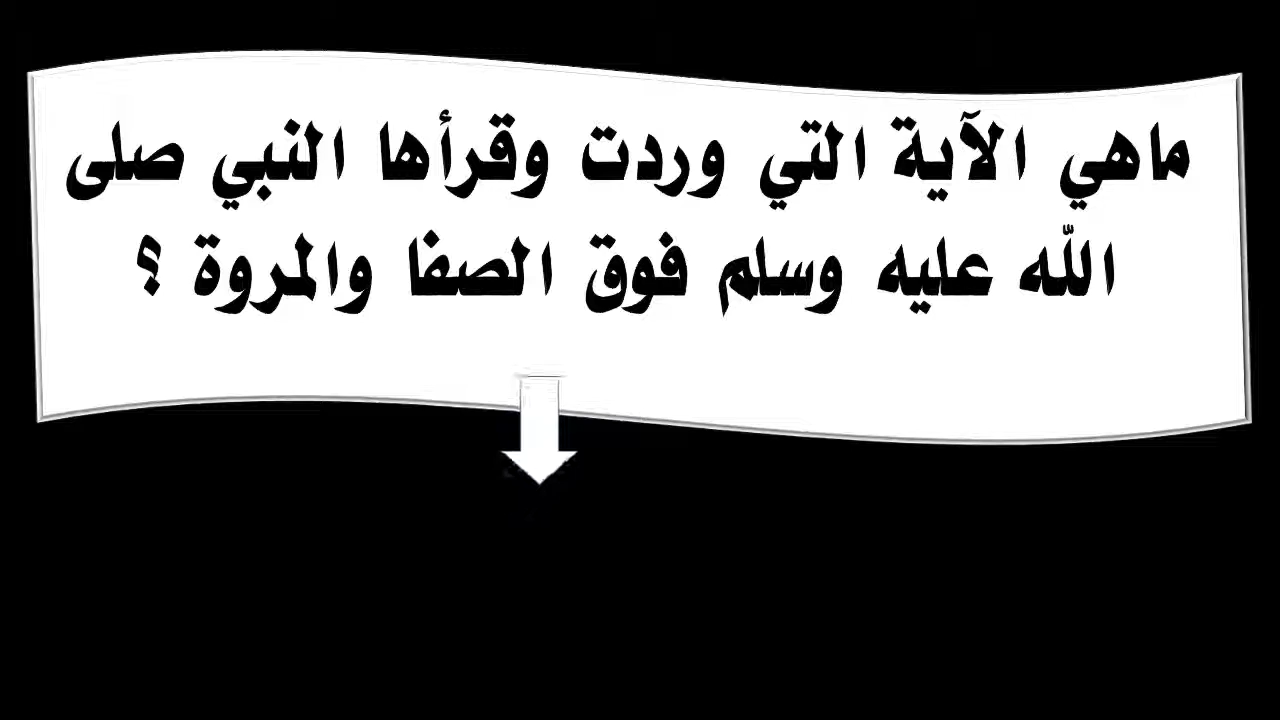 ماهي الآية التي وردت وقرأها النبي صلى
الله عليه وسلم فوق الصفا والمروة ؟